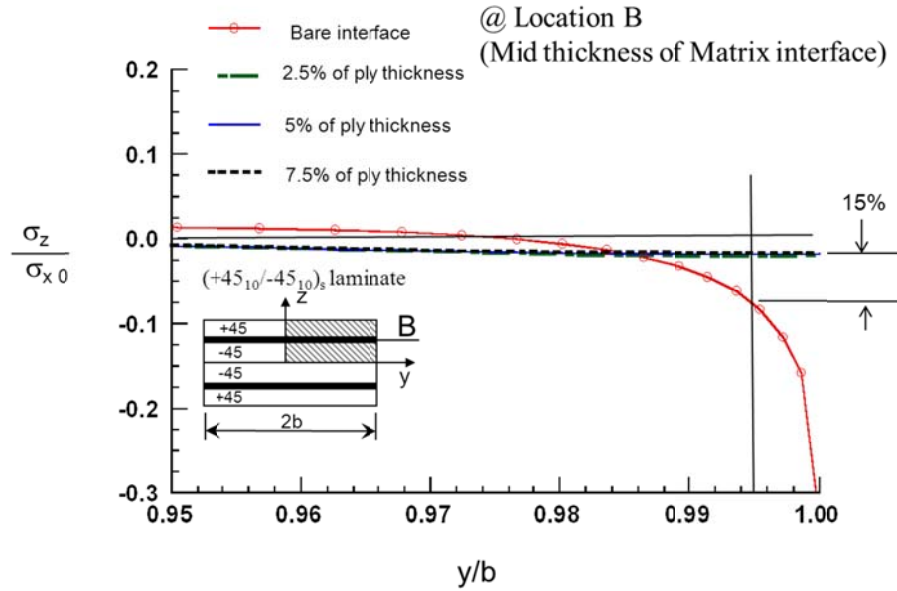 @ Location B
(Mid thickness of Matrix interface)
Bare interface
2.5% of ply thickness
5% of ply thickness
7.5% of ply thickness
0.2
0.1
0.0
-0.1
-0.2
-0.3
σz
σx 0
15%
(+45₁₀/-45₁₀)ₛ laminate
z
+45
B
-45
y
-45
+45
2b
0.95 0.96 0.97 0.98 0.99 1.00
y/b